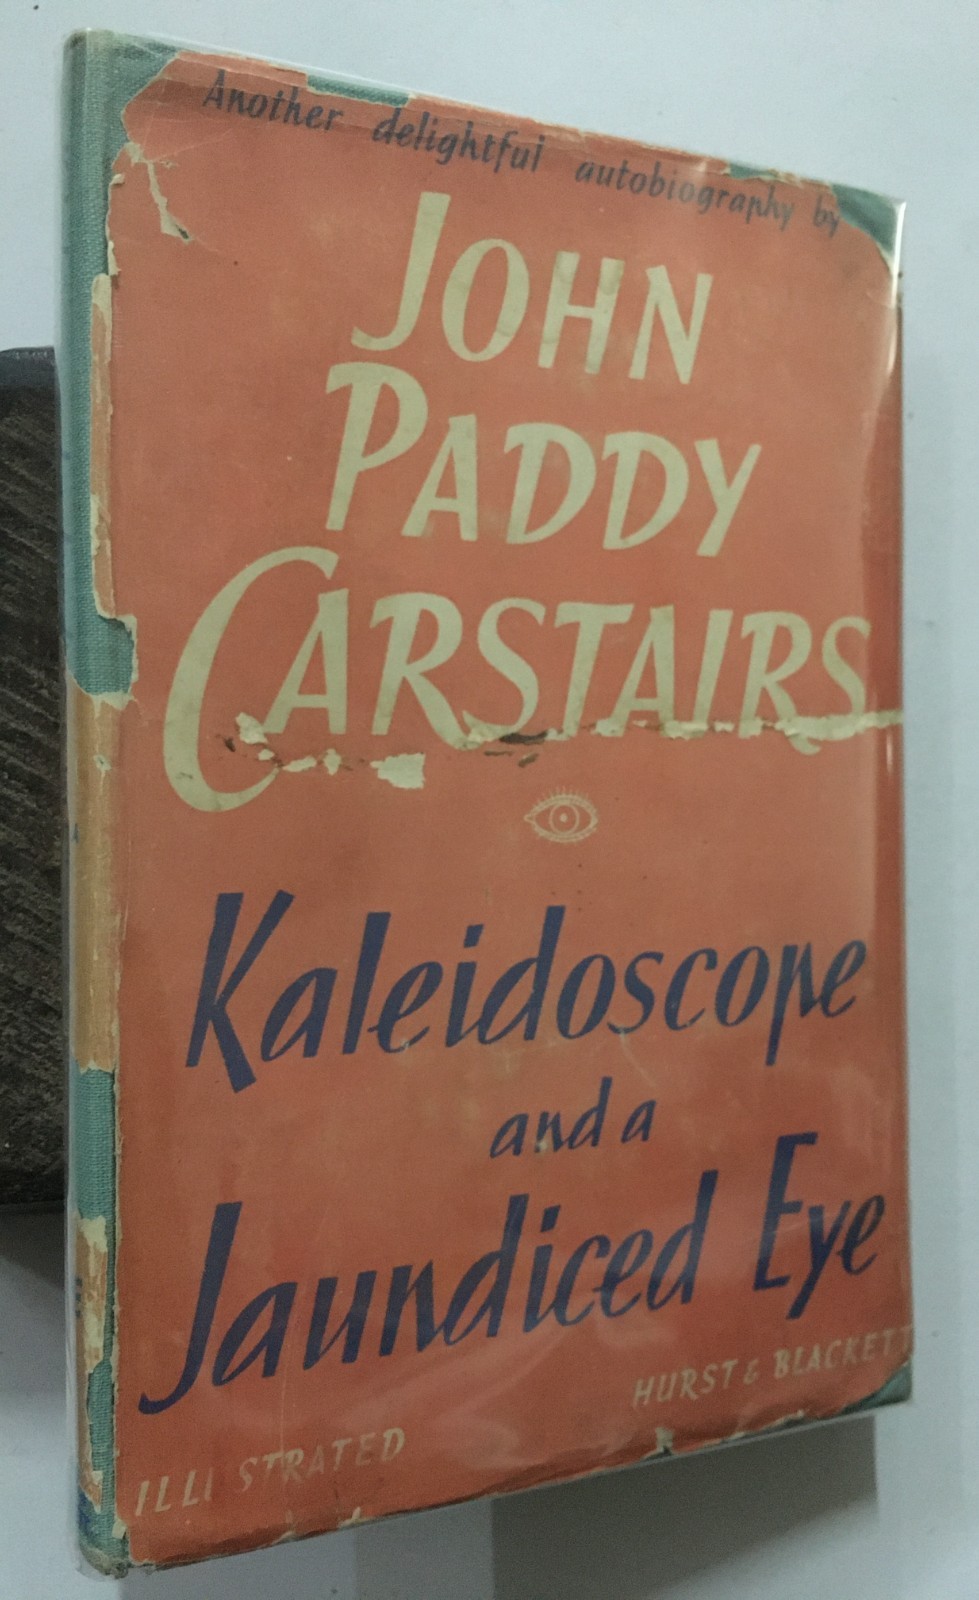 Another delightful autobiography by
JOHN
PADDY
CARSTAIRS
Kaleidoscope
and a
Jaundiced Eye
HURST & BLACKETT
ILLUSTRATED